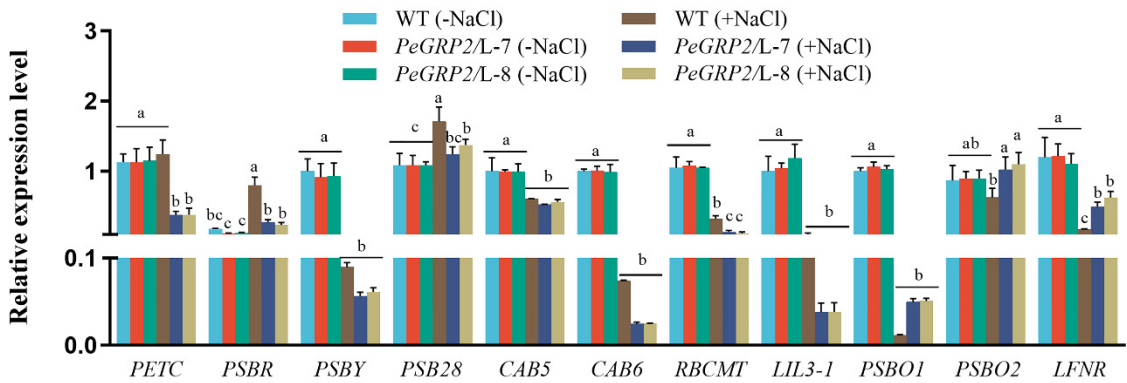 WT (-NaCl) WT (+NaCl)
PeGRP2/L-7 (-NaCl) PeGRP2/L-7 (+NaCl)
PeGRP2/L-8 (-NaCl) PeGRP2/L-8 (+NaCl)
Relative expression level
3
2
1
0.1
0.0
a b b
bc c c a b b
a b
c a bc b
a b
a b
a b c c
a b
a b
ab b a a
a c b b
PETC PSBR PSBY PSB28 CAB5 CAB6 RBCMT LIL3-1 PSBO1 PSBO2 LFNR